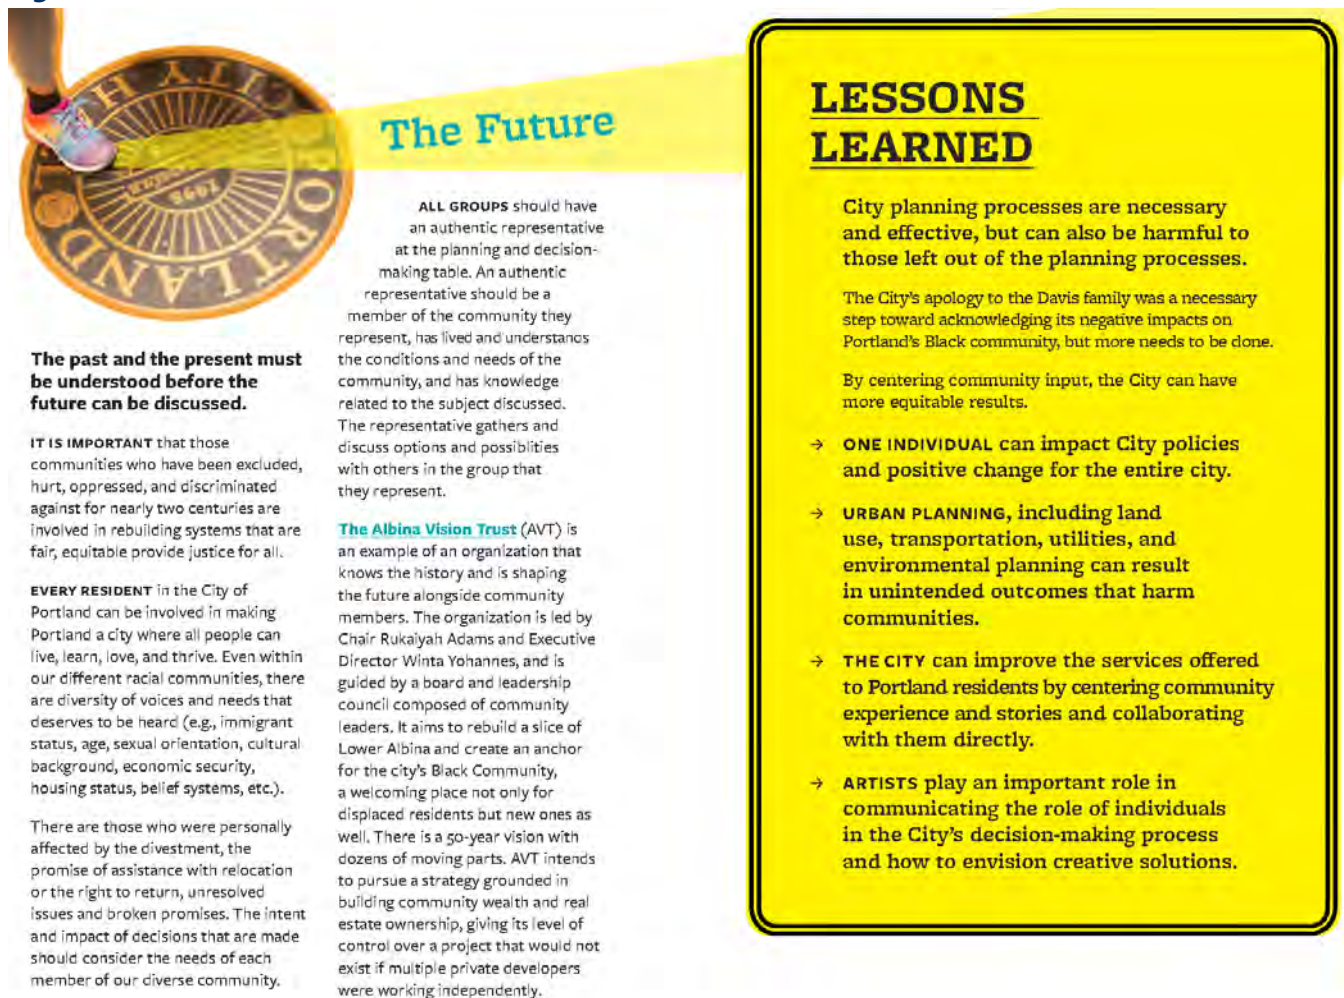 CITY HALL
PORTLAND
1998
The Future
The past and the present must
be understood before the
future can be discussed.
IT IS IMPORTANT that those
communities who have been excluded,
hurt, oppressed, and discriminated
against for nearly two centuries are
involved in rebuilding systems that are
fair, equitable provide justice for all.
EVERY RESIDENT in the City of
Portland can be involved in making
Portland a city where all people can
live, learn, love, and thrive. Even within
our different racial communities, there
are diversity of voices and needs that
deserves to be heard (e.g., immigrant
status, age, sexual orientation, cultural
background, economic security,
housing status, belief systems, etc.).
There are those who were personally
affected by the divestment, the
promise of assistance with relocation
or the right to return, unresolved
issues and broken promises. The intent
and impact of decisions that are made
should consider the needs of each
member of our diverse community.
ALL GROUPS should have
an authentic representative
at the planning and decision-
making table. An authentic
representative should be a
member of the community they
represent, has lived and understands
the conditions and needs of the
community, and has knowledge
related to the subject discussed.
The representative gathers and
discuss options and possiblities
with others in the group that
they represent.
The Albina Vision Trust (AVT) is
an example of an organization that
knows the history and is shaping
the future alongside community
members. The organization is led by
Chair Rukaiyah Adams and Executive
Director Winta Yohannes, and is
guided by a board and leadership
council composed of community
leaders. It aims to rebuild a slice of
Lower Albina and create an anchor
for the city's Black Community,
a welcoming place not only for
displaced residents but new ones as
well. There is a 50-year vision with
dozens of moving parts. AVT intends
to pursue a strategy grounded in
building community wealth and real
estate ownership, giving its level of
control over a project that would not
exist if multiple private developers
were working independently.
LESSONS
LEARNED
City planning processes are necessary
and effective, but can also be harmful to
those left out of the planning processes.
The City's apology to the Davis family was a necessary
step toward acknowledging its negative impacts on
Portland's Black community, but more needs to be done.
By centering community input, the City can have
more equitable results.
→ ONE INDIVIDUAL can impact City policies
and positive change for the entire city.
→ URBAN PLANNING, including land
use, transportation, utilities, and
environmental planning can result
in unintended outcomes that harm
communities.
→ THE CITY can improve the services offered
to Portland residents by centering community
experience and stories and collaborating
with them directly.
→ ARTISTS play an important role in
communicating the role of individuals
in the City's decision-making process
and how to envision creative solutions.